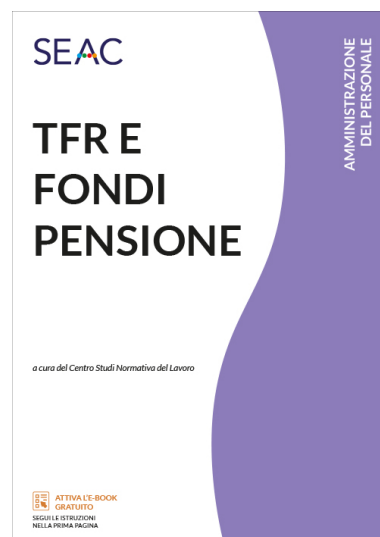 SEAC
AMMINISTRAZIONE
DEL PERSONALE
TFR E
FONDI
PENSIONE
a cura del Centro Studi Normativa del Lavoro
ATTIVA L'E-BOOK
GRATUITO
SEGUI LE ISTRUZIONI
NELLA PRIMA PAGINA